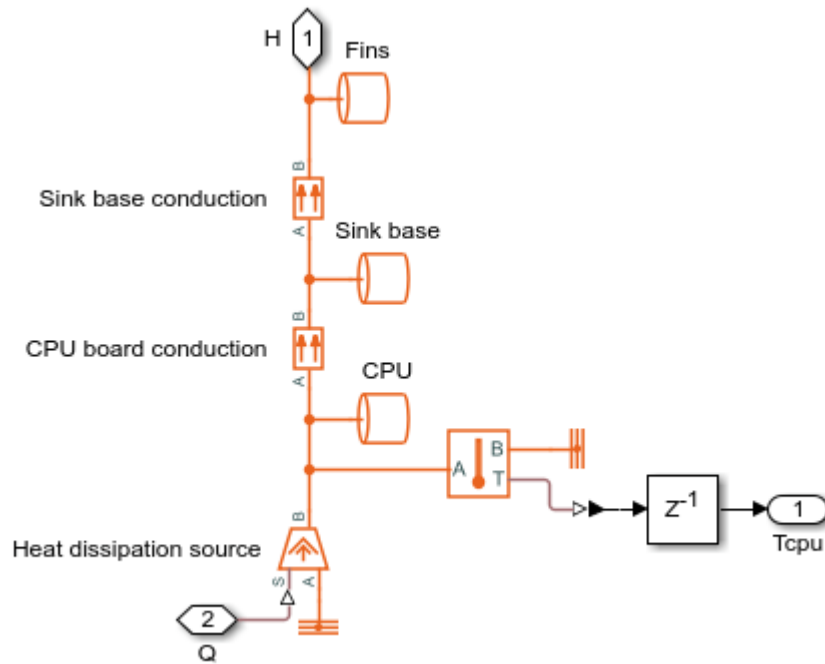 H
1
Fins
B
Sink base conduction
A
Sink base
B
CPU board conduction
A
CPU
A
B
T
Z-1
1
Tcpu
B
Heat dissipation source
S
A
2
Q